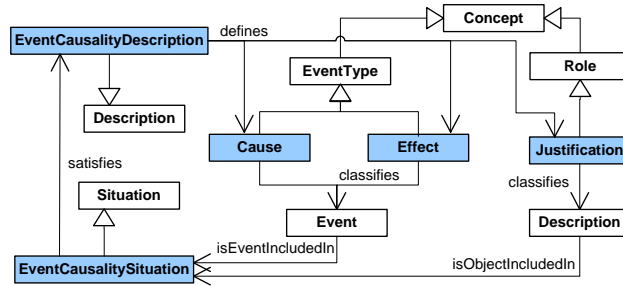 Concept
EventCausalityDescription
defines
EventType
Role
Description
Cause
Effect
Justification
satisfies
classifies
classifies
Situation
Event
Description
isEventIncludedIn
EventCausalitySituation
isObjectIncludedIn